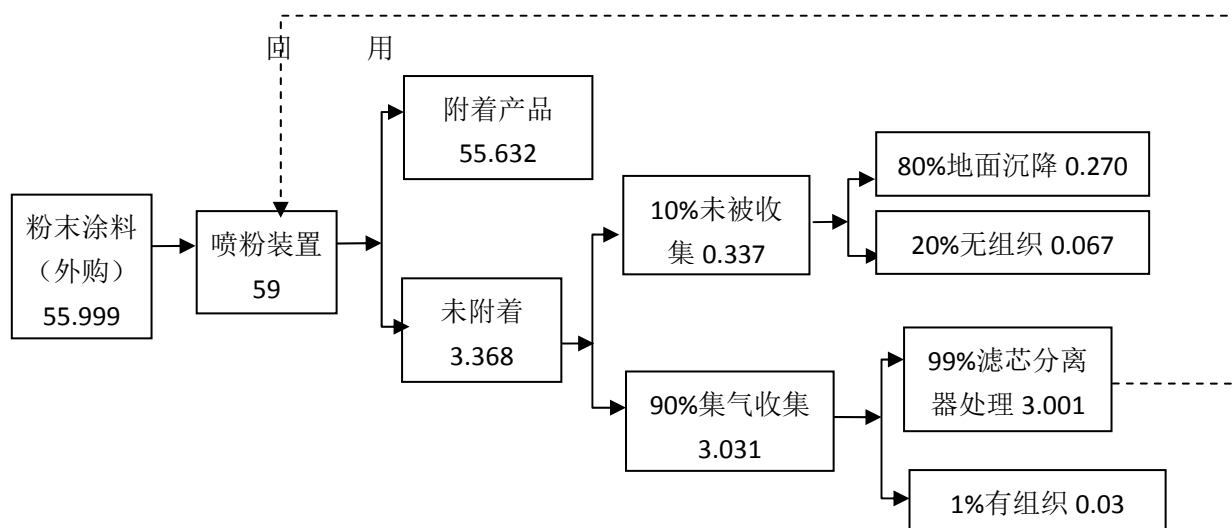 回 用
附着产品
55.632
粉末涂料
（外购）
55.999
喷粉装置
59
未附着
3.368
10%未被收
集 0.337
80%地面沉降 0.270
20%无组织 0.067
90%集气收集
3.031
99%滤芯分离
器处理 3.001
1%有组织 0.03